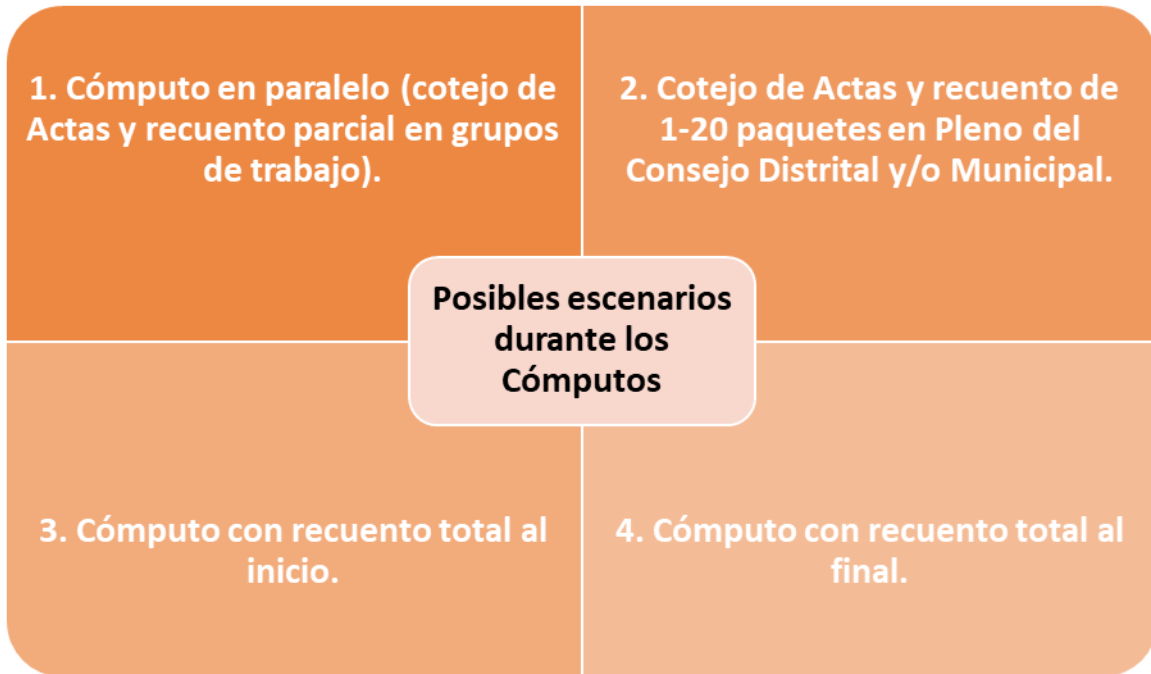 1. Cómputo en paralelo (cotejo de
Actas y recuento parcial en grupos
de trabajo).
2. Cotejo de Actas y recuento de
1-20 paquetes en Pleno del
Consejo Distrital y/o Municipal.
Posibles escenarios
durante los
Cómputos
3. Cómputo con recuento total al
inicio.
4. Cómputo con recuento total al
final.